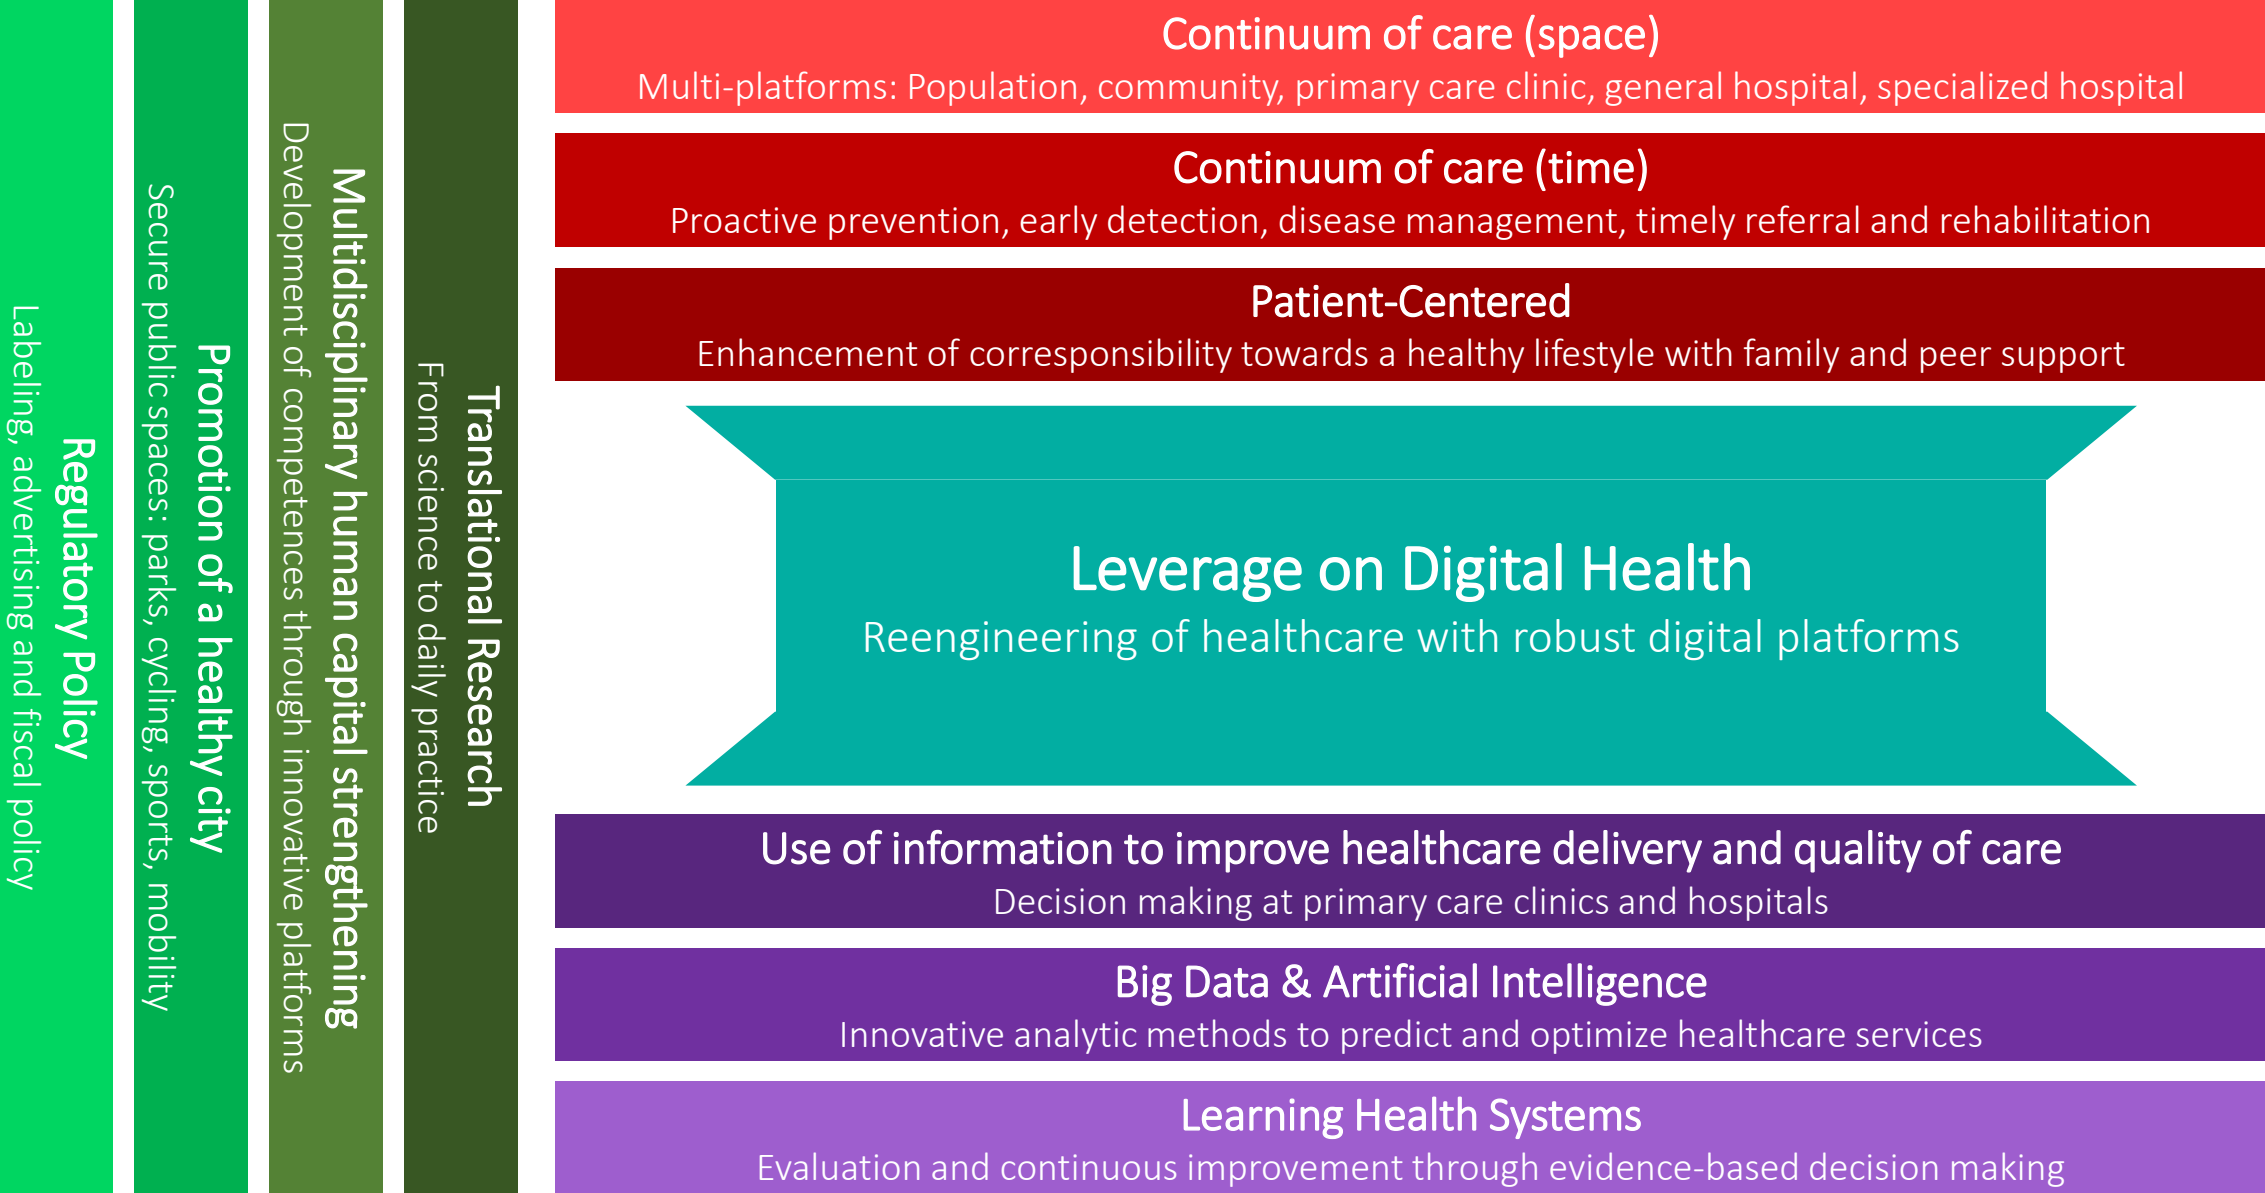 Regulatory Policy
Labeling, advertising and fiscal policy
Promotion of a healthy city
Secure public spaces: parks, cycling, sports, mobility
Multidisciplinary human capital strengthening
Development of competences through innovative platforms
Translational Research
From science to daily practice
Continuum of care (space)
Multi-platforms: Population, community, primary care clinic, general hospital, specialized hospital
Continuum of care (time)
Proactive prevention, early detection, disease management, timely referral and rehabilitation
Patient-Centered
Enhancement of corresponsibility towards a healthy lifestyle with family and peer support
Leverage on Digital Health
Reengineering of healthcare with robust digital platforms
Use of information to improve healthcare delivery and quality of care
Decision making at primary care clinics and hospitals
Big Data & Artificial Intelligence
Innovative analytic methods to predict and optimize healthcare services
Learning Health Systems
Evaluation and continuous improvement through evidence-based decision making